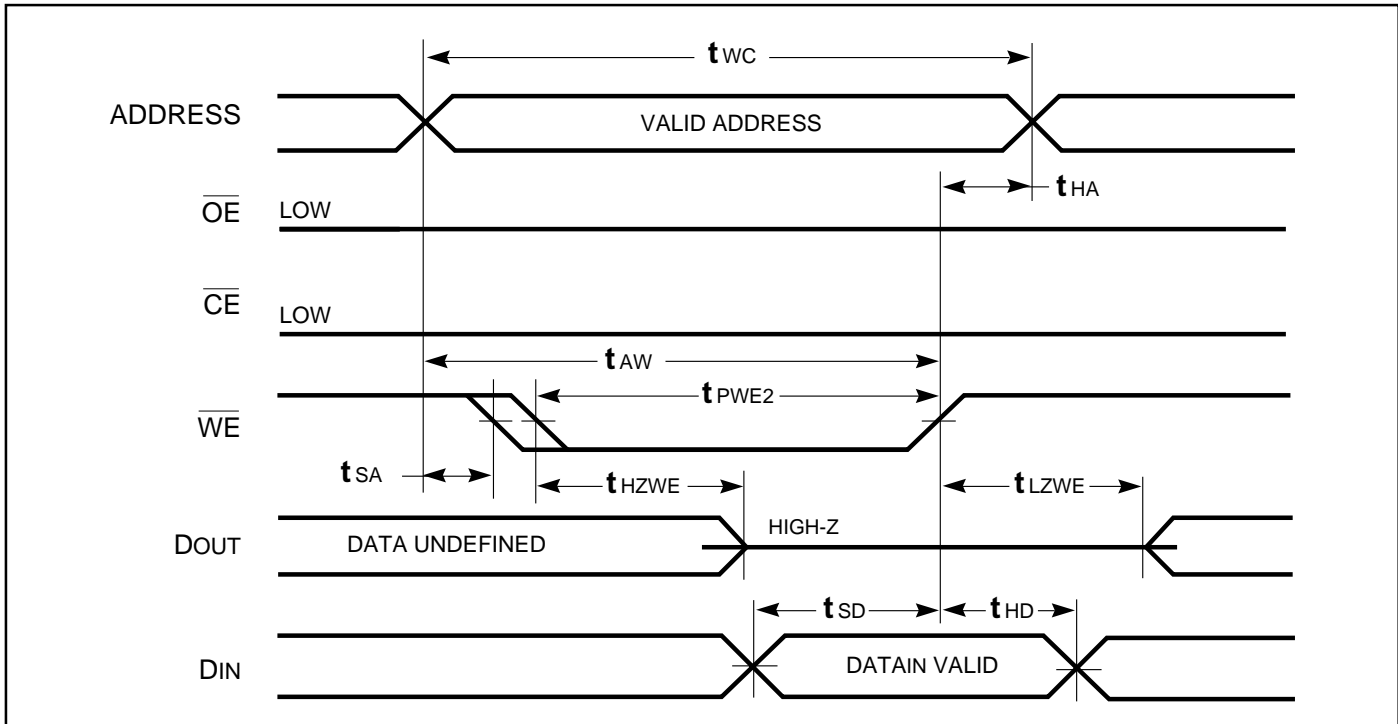 tWC
ADDRESS
VALID ADDRESS
tHA
OE
LOW
CE
LOW
tAW
tPWE2
WE
tSA
tHZWE
tLZWE
HIGH-Z
DOUT
DATA UNDEFINED
tSD
tHD
DIN
DATAIN VALID